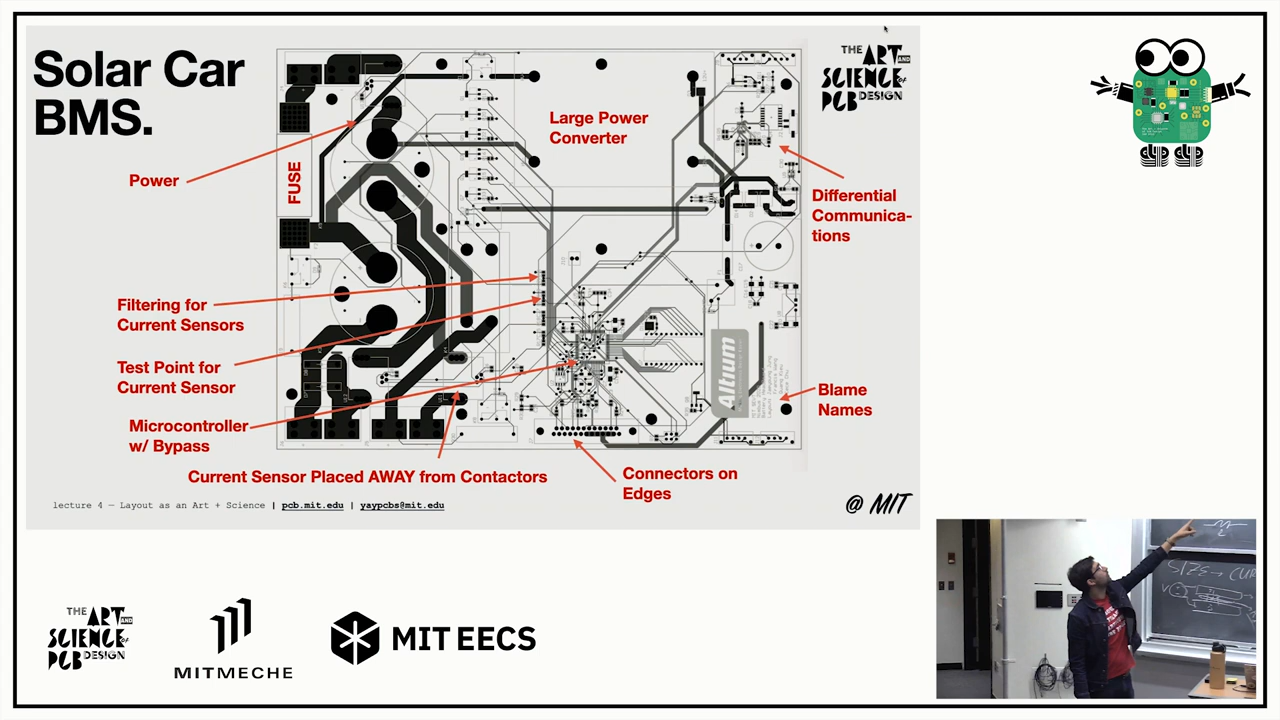 Solar Car
BMS.
THE ART AND
SCIENCE of
PCB DESIGN
Large Power
Converter
Power
FUSE
Differential
Communica-
tions
Filtering for
Current Sensors
Test Point for
Current Sensor
Altium
Blame
Names
Microcontroller
w/ Bypass
Current Sensor Placed AWAY from Contactors
Connectors on
Edges
lecture 4 — Layout as an Art + Science | pcb.mit.edu | yaypcbs@mit.edu
@ MIT
SIZE → CUR
THE ART AND
SCIENCE of
PCB DESIGN
MITMECHE
MIT EECS